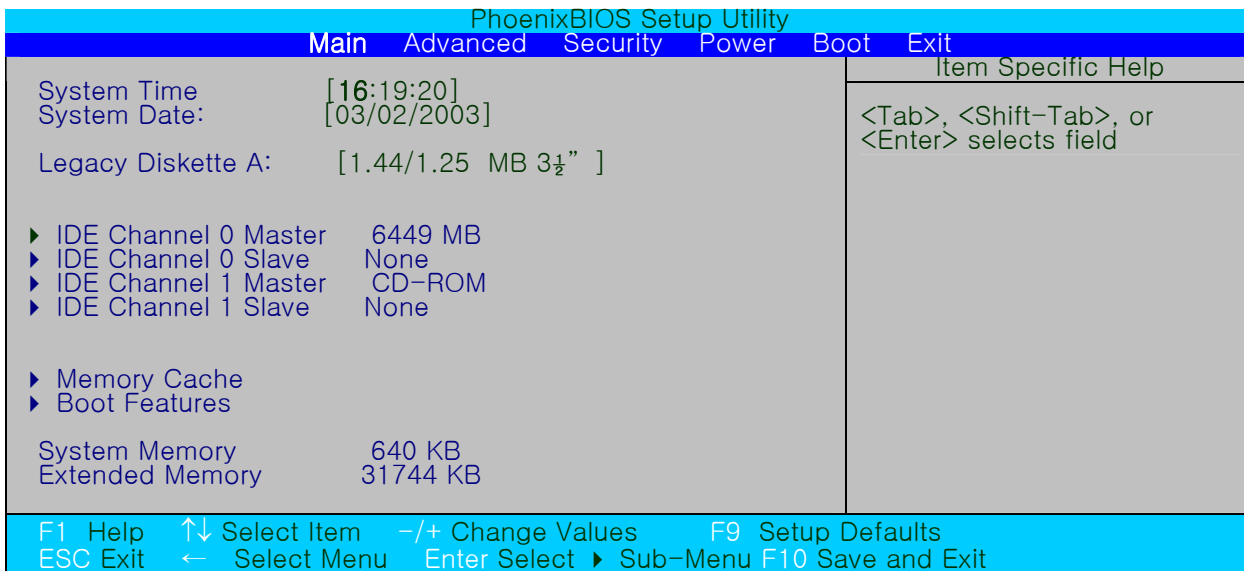 PhoenixBIOS Setup Utility
Main Advanced Security Power Boot Exit
Item Specific Help
System Time [16:19:20]
System Date: [03/02/2003]
<Tab>, <Shift-Tab>, or
<Enter> selects field
Legacy Diskette A: [1.44/1.25 MB 3½” ]
▶ IDE Channel 0 Master 6449 MB
▶ IDE Channel 0 Slave None
▶ IDE Channel 1 Master CD-ROM
▶ IDE Channel 1 Slave None
▶ Memory Cache
▶ Boot Features
System Memory 640 KB
Extended Memory 31744 KB
F1 Help ↑↓ Select Item -/+ Change Values F9 Setup Defaults
ESC Exit ← Select Menu Enter Select ▶ Sub-Menu F10 Save and Exit